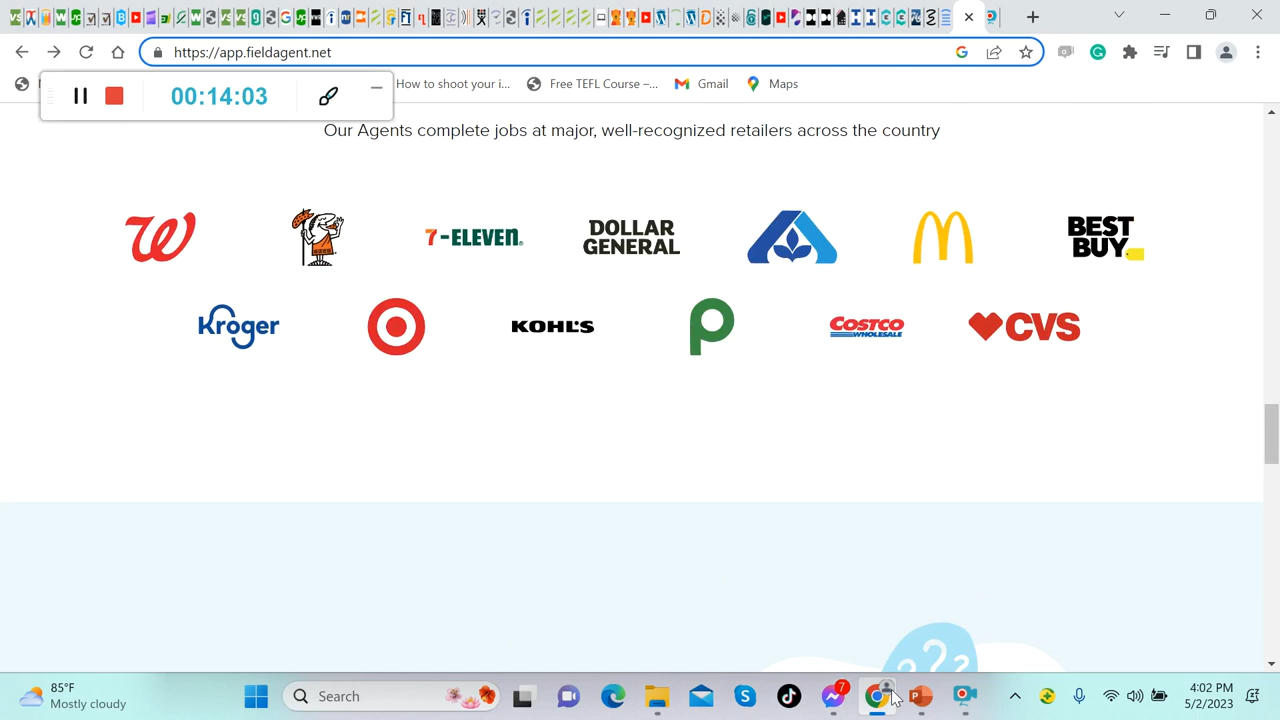 https://app.fieldagent.net
00:14:03
How to shoot your i...
Free TEFL Course –...
Gmail
Maps
Our Agents complete jobs at major, well-recognized retailers across the country
7-ELEVEN
DOLLAR
GENERAL
BEST
BUY
Kroger
KOHL'S
COSTCO
WHOLESALE
CVS
???
85°F
Mostly cloudy
Search
7
4:02 PM
5/2/2023